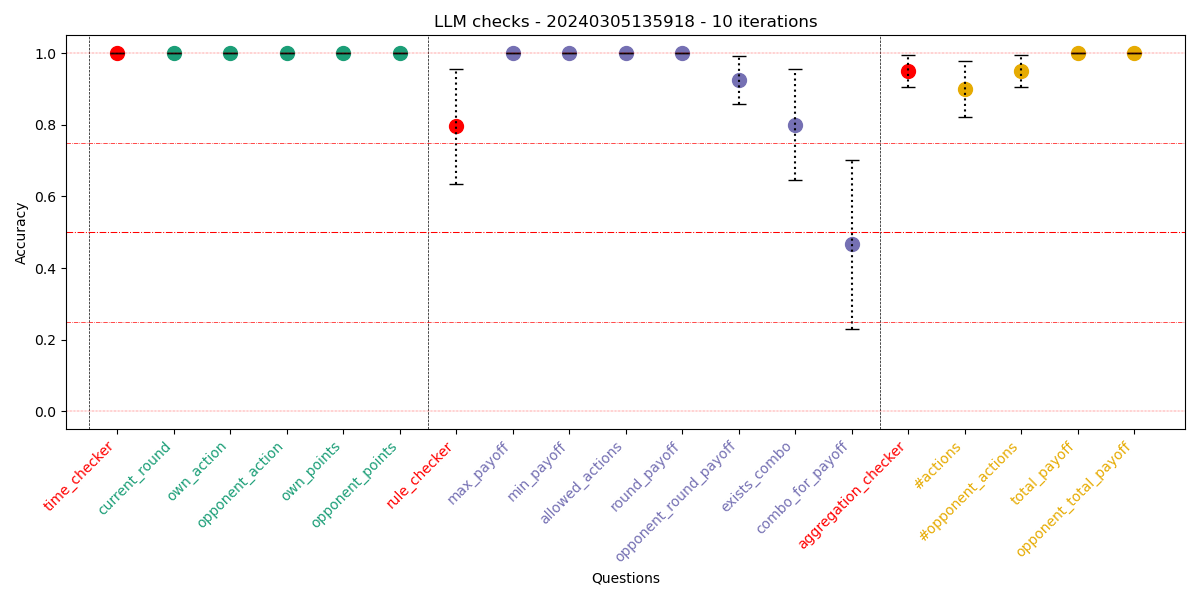 LLM checks - 20240305135918 - 10 iterations
Accuracy
1.0
0.8
0.6
0.4
0.2
0.0
time_checker
current_round
own_action
opponent_action
own_points
opponent_points
rule_checker
max_payoff
min_payoff
allowed_actions
round_payoff
opponent_round_payoff
exists_combo
combo_for_payoff
aggregation_checker
#actions
#opponent_actions
total_payoff
opponent_total_payoff
Questions